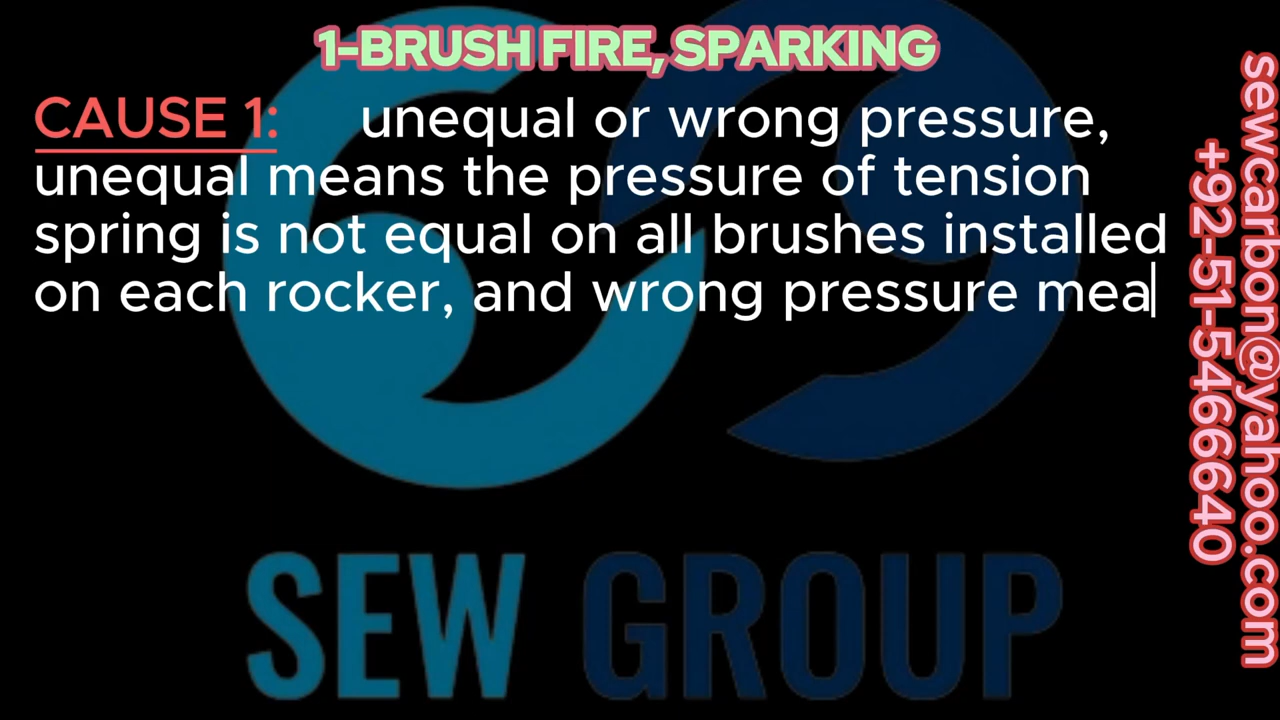 1-BRUSH FIRE, SPARKING
CAUSE 1: unequal or wrong pressure,
unequal means the pressure of tension
spring is not equal on all brushes installed
on each rocker, and wrong pressure mea
sewcarbon@yahoo.com
+92-51-5466640
SEW GROUP